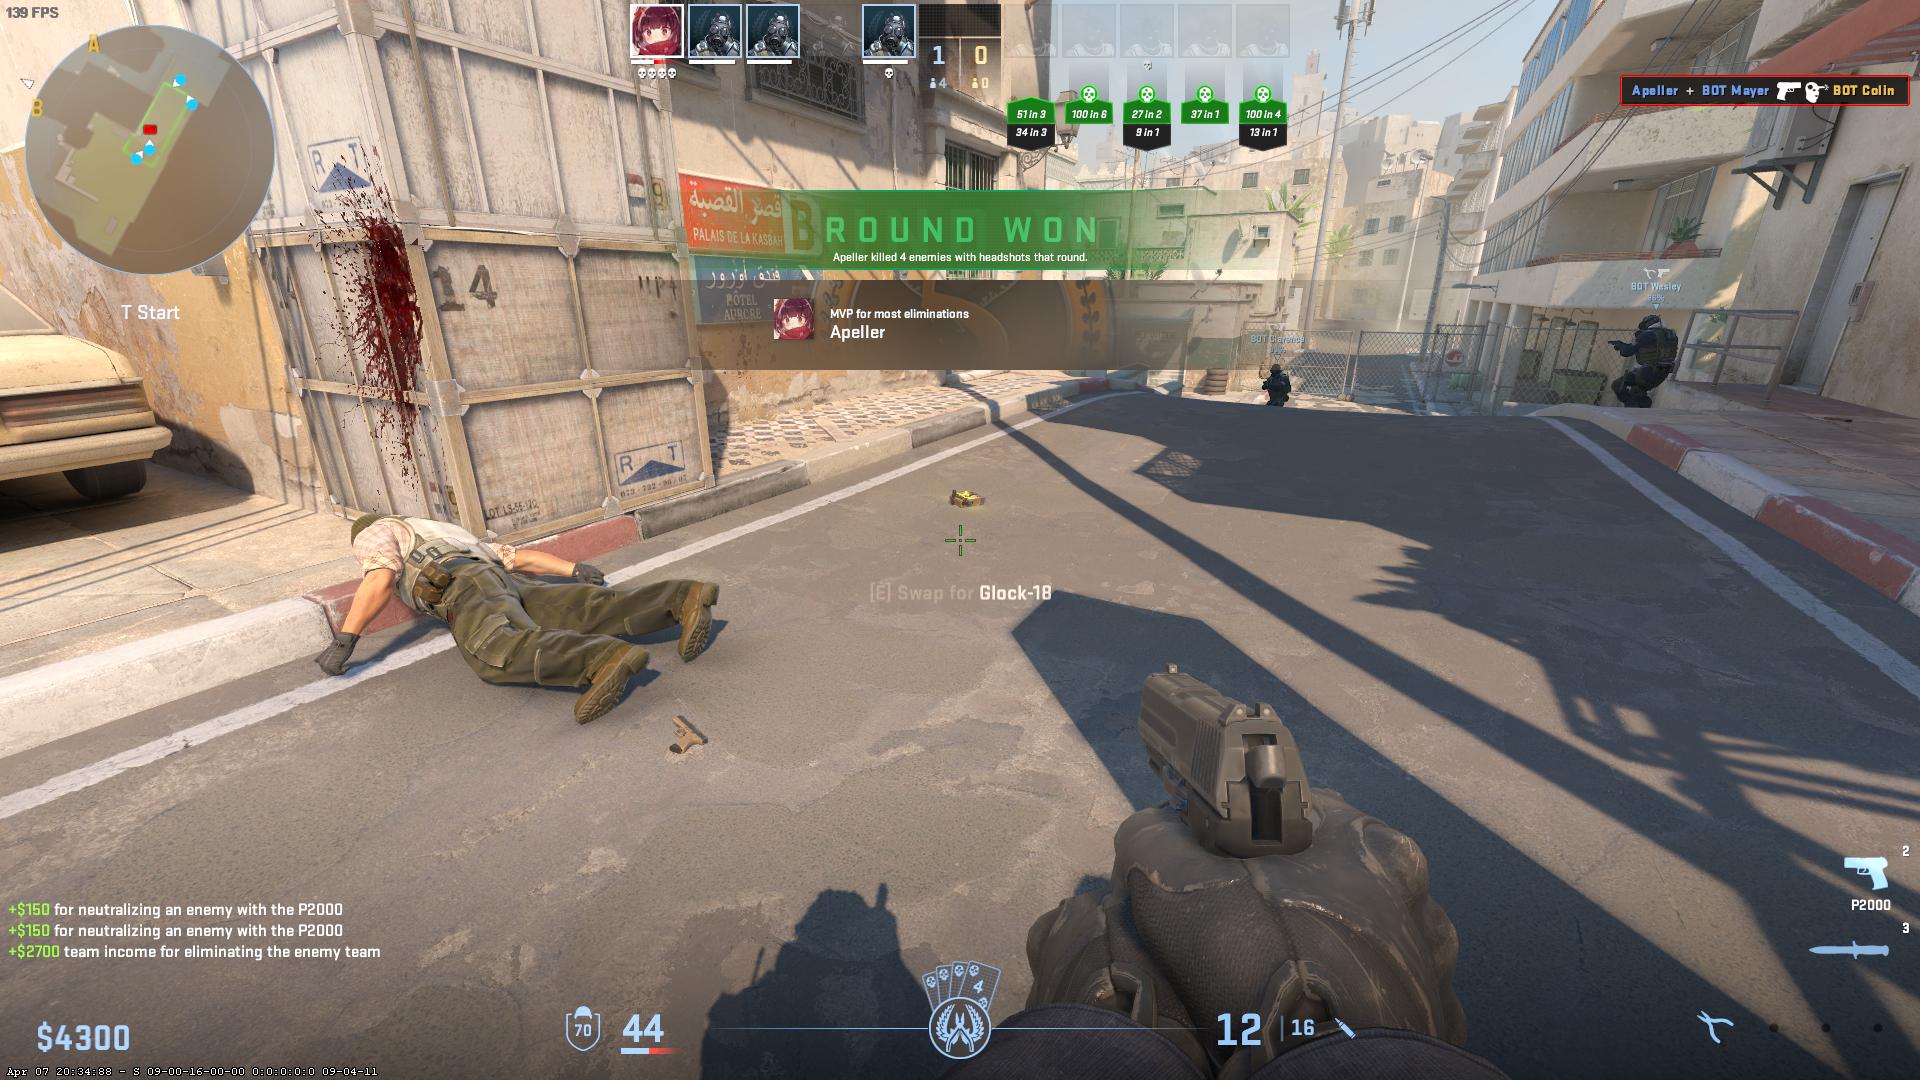 139 FPS
A
B
T Start
1 0
4 0
51 in 3
34 in 3
100 in 6
27 in 2
9 in 1
37 in 1
100 in 4
13 in 1
Apeller + BOT Mayer BOT Colin
R T
14
قصر القصبة
PALAIS DE LA KASBAH
B
HÔTEL
AURORE
ROUND WON
Apeller killed 4 enemies with headshots that round.
MVP for most eliminations
Apeller
BOT Wesley
BOT Clarence
R T
[E] Swap for Glock-18
2
P2000
3
+$150 for neutralizing an enemy with the P2000
+$150 for neutralizing an enemy with the P2000
+$2700 team income for eliminating the enemy team
$4300
70
44
4
12 | 16
Apr 07 20:34:88 - S 09-00-16-00-00 0:0:0:0:0 09-04-11